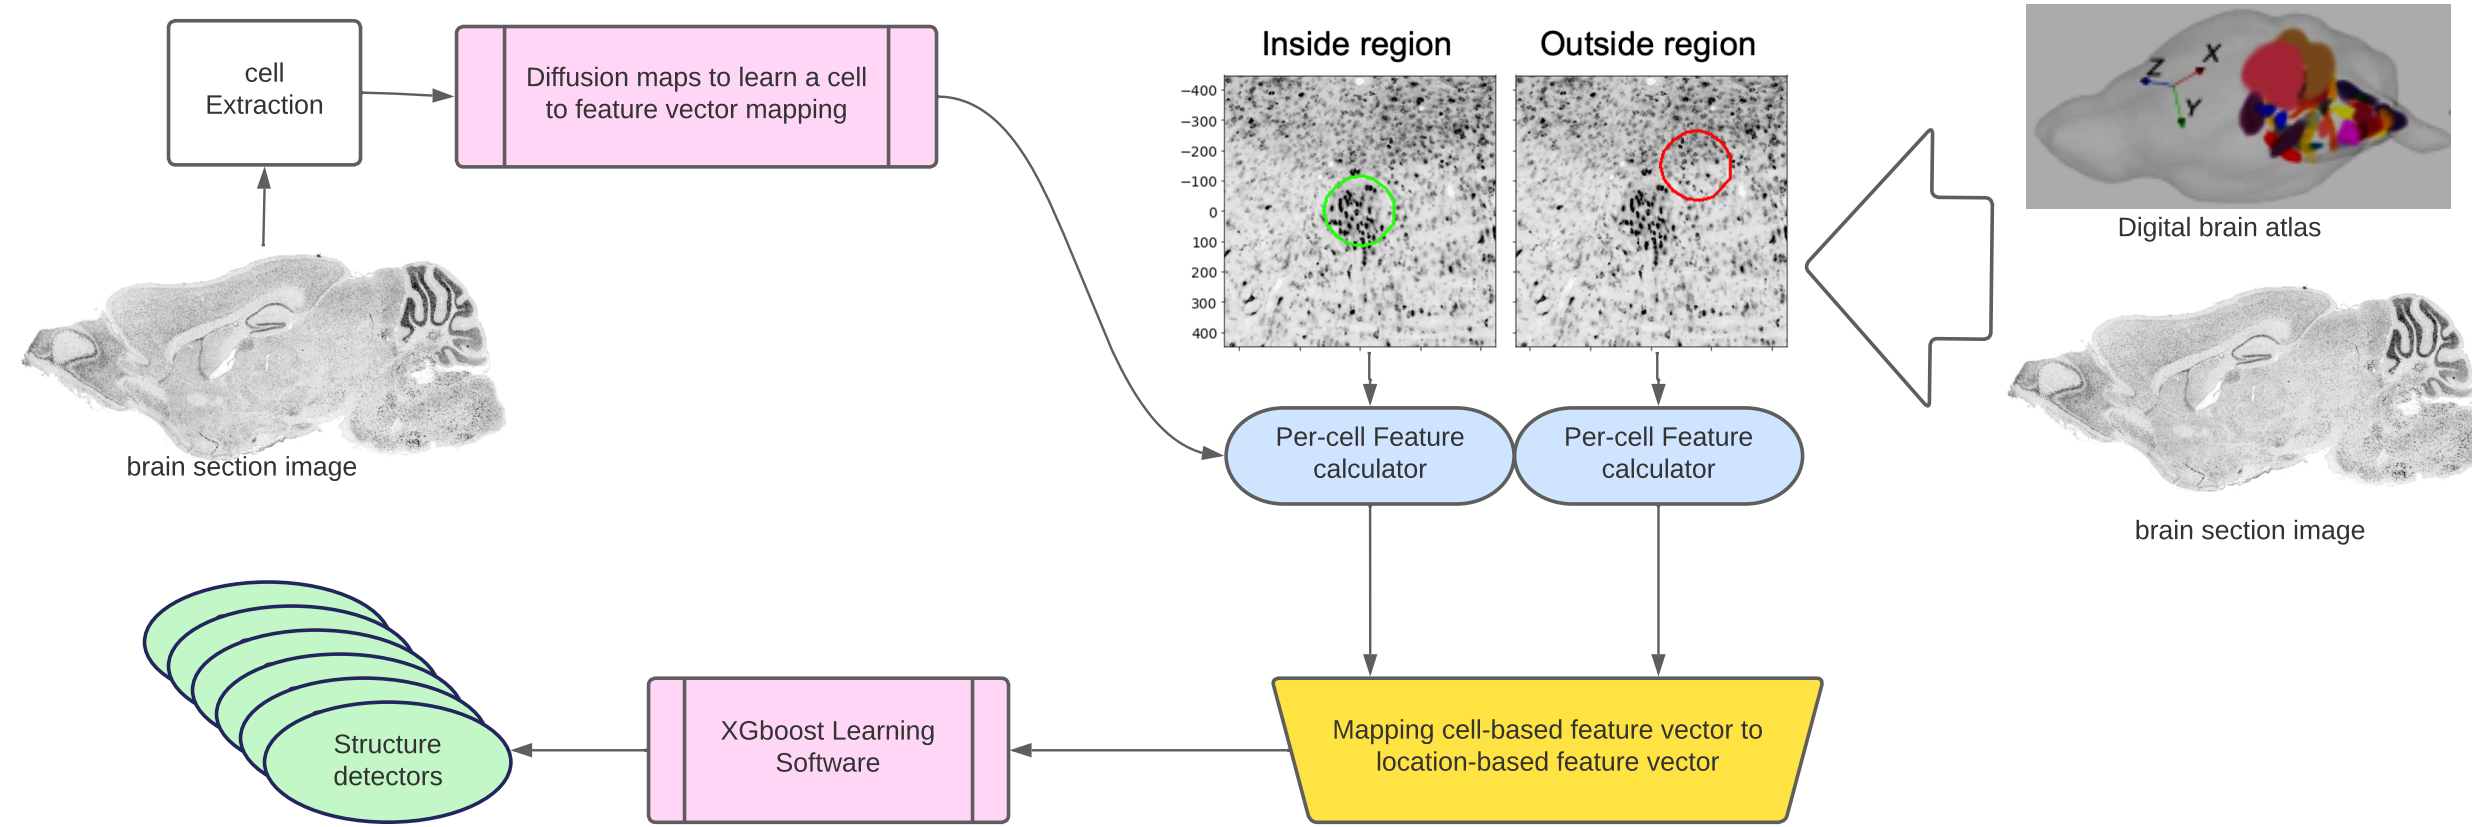 cell
Extraction
Diffusion maps to learn a cell
to feature vector mapping
Inside region
Outside region
−400
−300
−200
−100
0
100
200
300
400
Z
X
Y
Digital brain atlas
brain section image
Per-cell Feature
calculator
Per-cell Feature
calculator
brain section image
Structure
detectors
XGboost Learning
Software
Mapping cell-based feature vector to
location-based feature vector